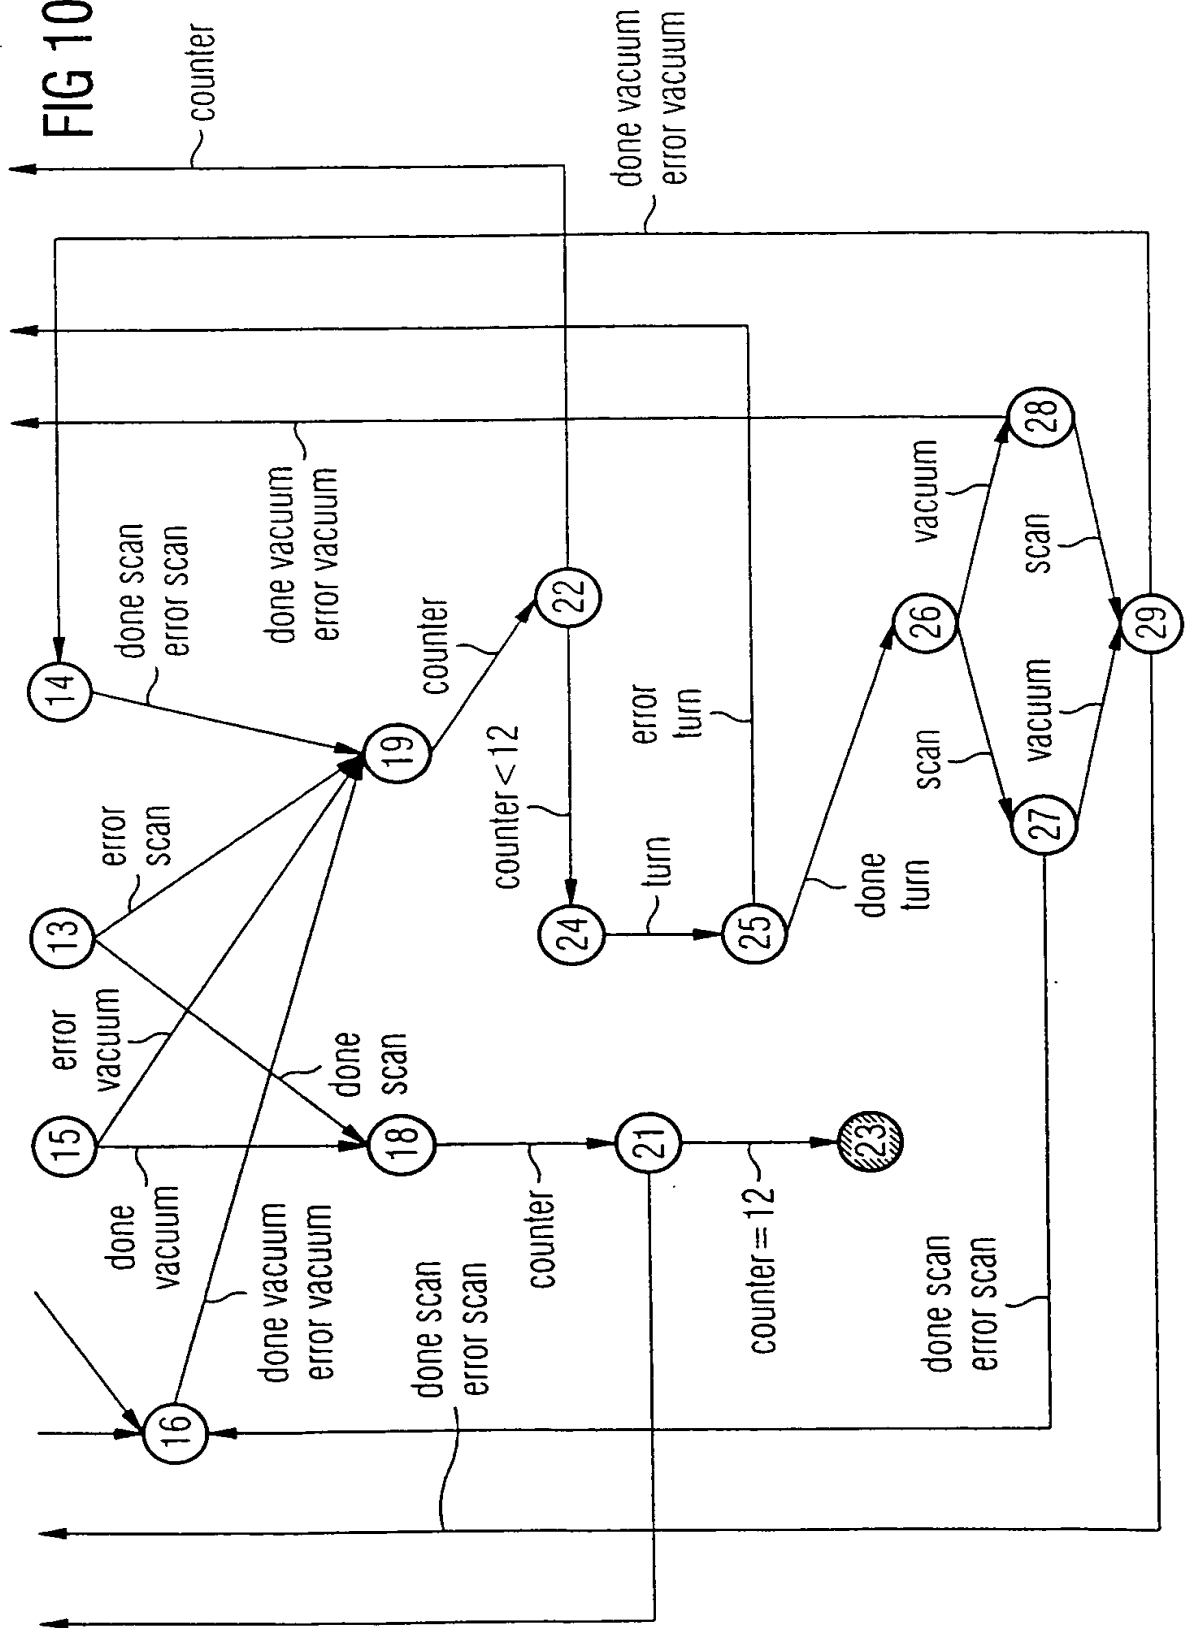 FIG 10
counter
done vacuum
error vacuum
14
done scan
error scan
done vacuum
error vacuum
28
vacuum
scan
13
error
scan
19
counter
22
counter < 12
error
turn
26
scan
vacuum
29
27
15
error
vacuum
done
scan
24
turn
25
done
turn
done
vacuum
18
counter
21
counter = 12
23
16
done vacuum
error vacuum
done scan
error scan
done scan
error scan